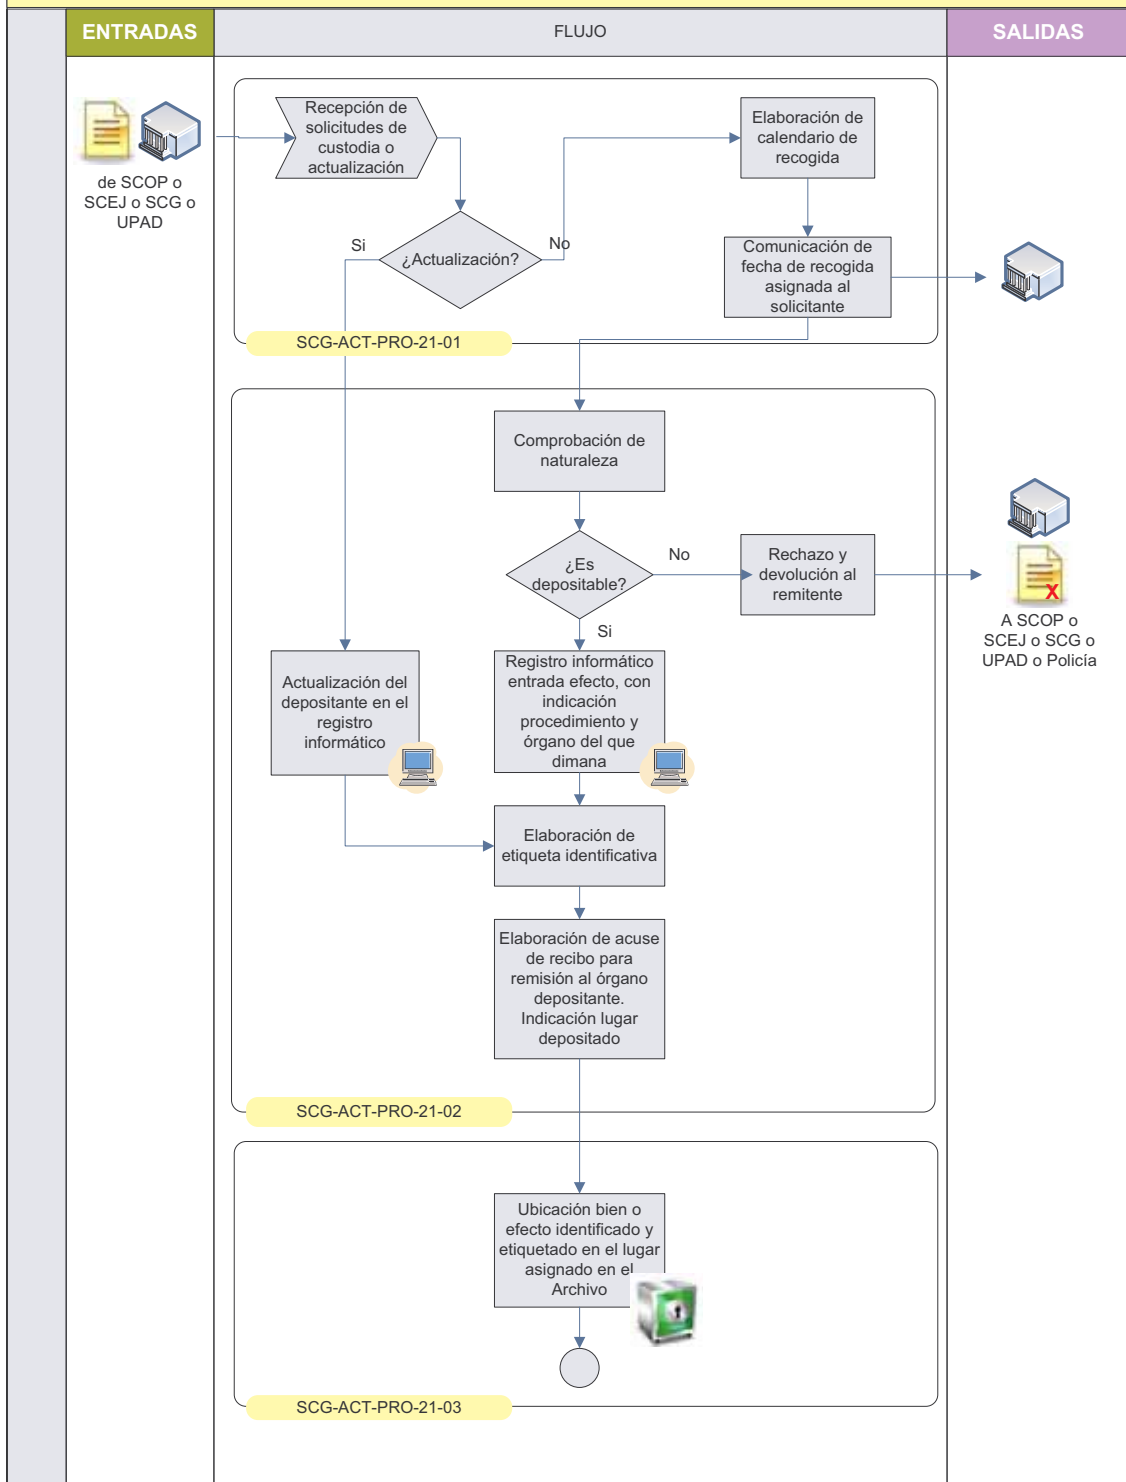 ENTRADAS
FLUJO
SALIDAS
de SCOP o
SCEJ o SCG o
UPAD
Recepción de
solicitudes de
custodia o
actualización
Elaboración de
calendario de
recogida
Si
¿Actualización?
No
Comunicación de
fecha de recogida
asignada al
solicitante
SCG-ACT-PRO-21-01
Comprobación de
naturaleza
¿Es
depositable?
No
Rechazo y
devolución al
remitente
X
A SCOP o
SCEJ o SCG o
UPAD o Policía
Si
Actualización del
depositante en el
registro
informático
Registro informático
entrada efecto, con
indicación
procedimiento y
órgano del que
dimana
Elaboración de
etiqueta identificativa
Elaboración de acuse
de recibo para
remisión al órgano
depositante.
Indicación lugar
depositado
SCG-ACT-PRO-21-02
Ubicación bien o
efecto identificado y
etiquetado en el lugar
asignado en el
Archivo
SCG-ACT-PRO-21-03